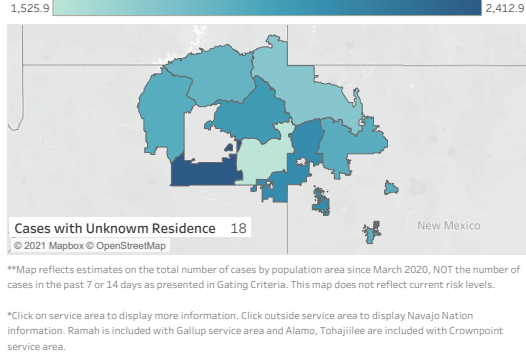 1,525.9 2,412.9
Cases with Unknowm Residence 18
New Mexico
© 2021 Mapbox © OpenStreetMap
**Map reflects estimates on the total number of cases by population area since March 2020, NOT the number of
cases in the past 7 or 14 days as presented in Gating Criteria. This map does not reflect current risk levels.
*Click on service area to display more information. Click outside service area to display Navajo Nation
information. Ramah is included with Gallup service area and Alamo, Tohajiilee are included with Crownpoint
service area.